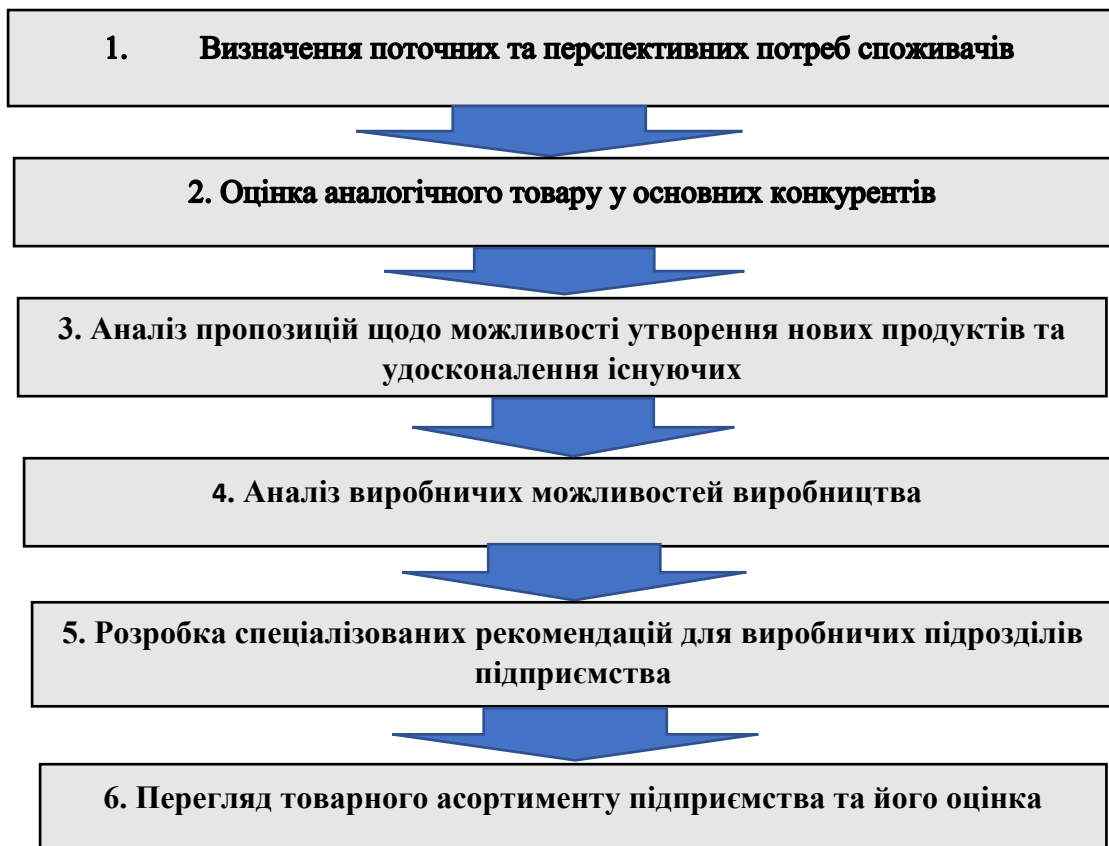 1. Визначення поточних та перспективних потреб споживачів
2. Оцінка аналогічного товару у основних конкурентів
3. Аналіз пропозицій щодо можливості утворення нових продуктів та
удосконалення існуючих
4. Аналіз виробничих можливостей виробництва
5. Розробка спеціалізованих рекомендацій для виробничих підрозділів
підприємства
6. Перегляд товарного асортименту підприємства та його оцінка